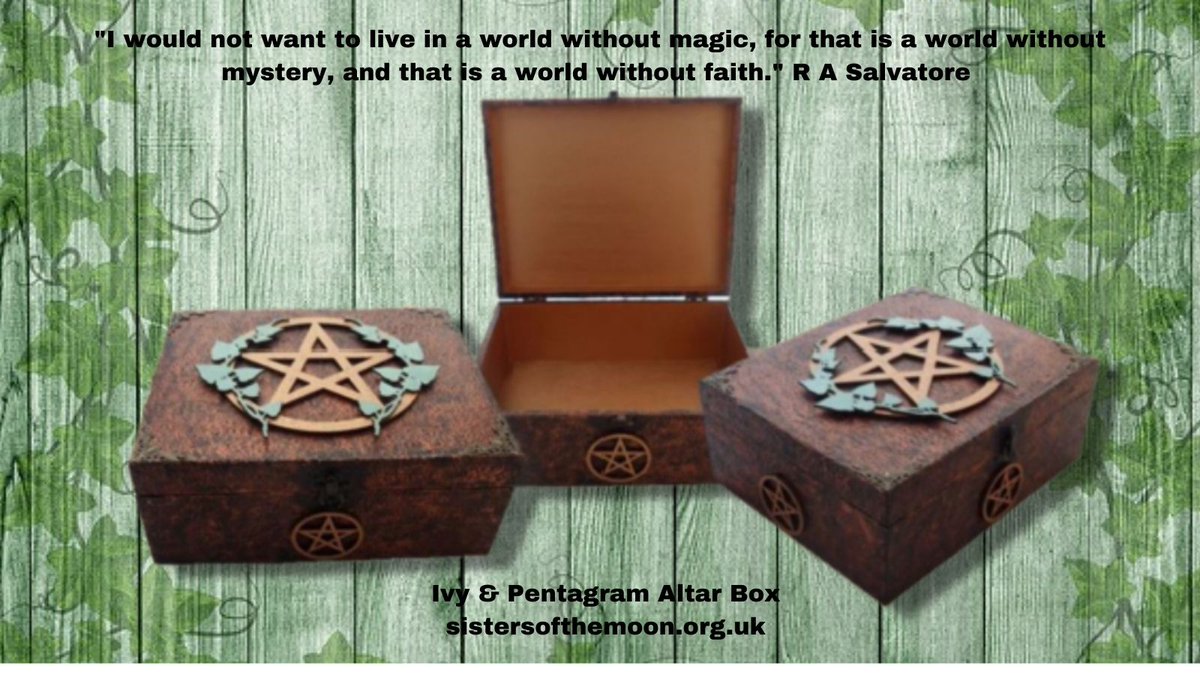 "I would not want to live in a world without magic, for that is a world without
mystery, and that is a world without faith." R A Salvatore
Ivy & Pentagram Altar Box
sistersofthemoon.org.uk